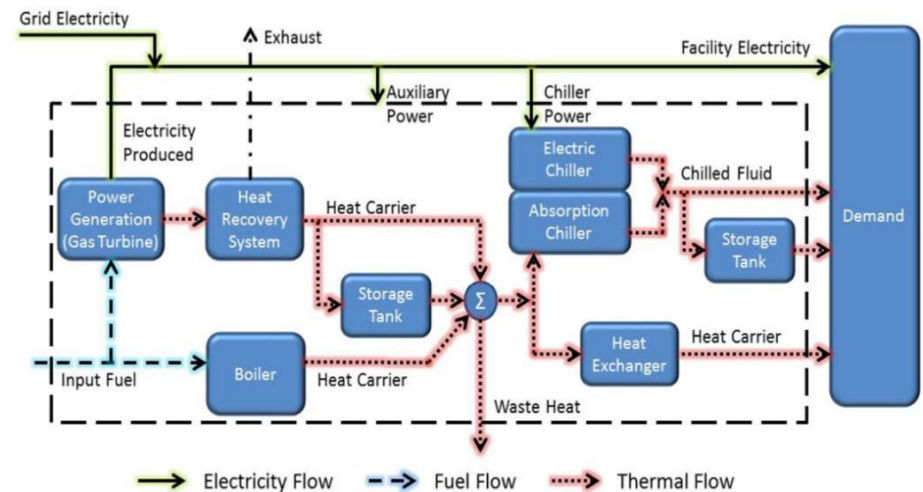 Grid Electricity
Exhaust
Facility Electricity
Auxiliary
Power
Chiller
Power
Electricity
Produced
Electric
Chiller
Chilled Fluid
Power
Generation
(Gas Turbine)
Heat
Recovery
System
Heat Carrier
Absorption
Chiller
Demand
Storage
Tank
Storage
Tank
Σ
Heat
Exchanger
Heat Carrier
Input Fuel
Boiler
Heat Carrier
Waste Heat
Electricity Flow
Fuel Flow
Thermal Flow